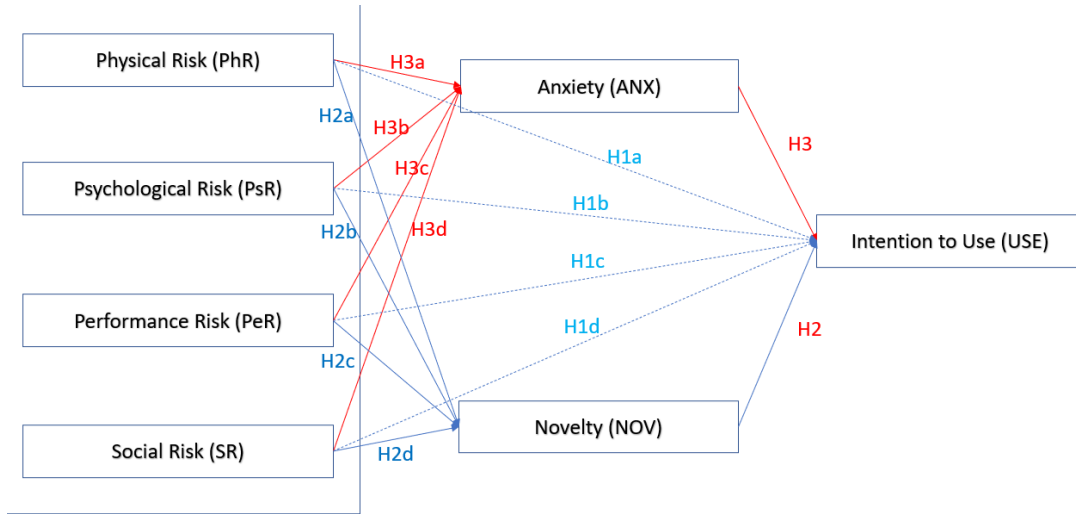 Physical Risk (PhR)
H3a
Anxiety (ANX)
H2a
H3b
H3
H1a
H3c
Psychological Risk (PsR)
H1b
H2b
H3d
Intention to Use (USE)
H1c
Performance Risk (PeR)
H1d
H2
H2c
Novelty (NOV)
Social Risk (SR)
H2d